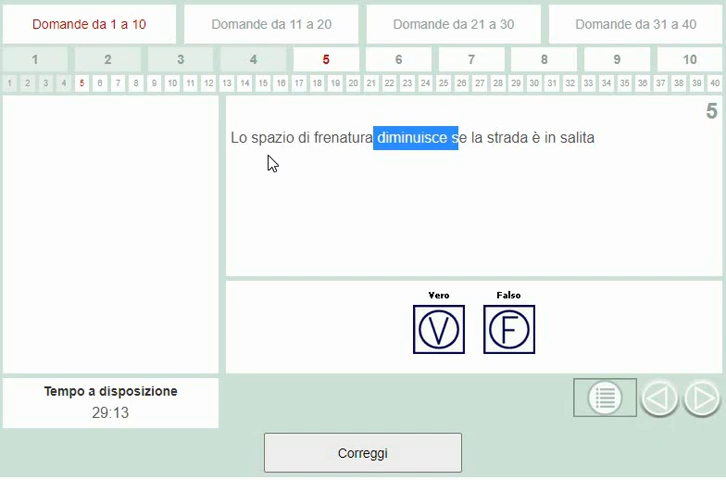 Domande da 1 a 10 Domande da 11 a 20 Domande da 21 a 30 Domande da 31 a 40
1 2 3 4 5 6 7 8 9 10
1 2 3 4 5 6 7 8 9 10 11 12 13 14 15 16 17 18 19 20 21 22 23 24 25 26 27 28 29 30 31 32 33 34 35 36 37 38 39 40
5
Lo spazio di frenatura diminuisce se la strada è in salita
Vero Falso
V F
Tempo a disposizione
29:13
Correggi